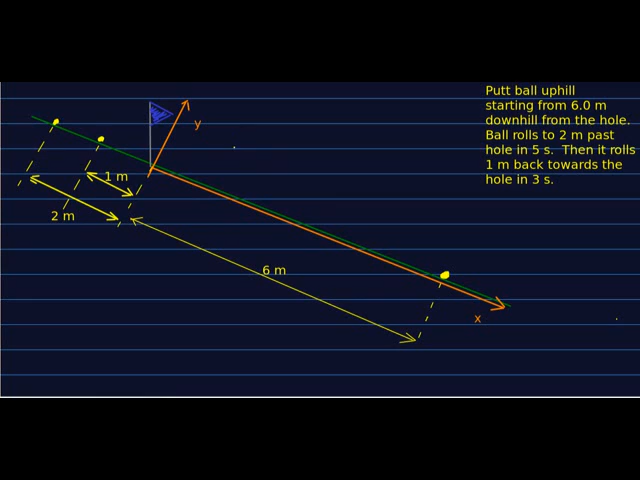 Putt ball uphill
starting from 6.0 m
downhill from the hole.
Ball rolls to 2 m past
hole in 5 s. Then it rolls
1 m back towards the
hole in 3 s.
y
1 m
2 m
6 m
x